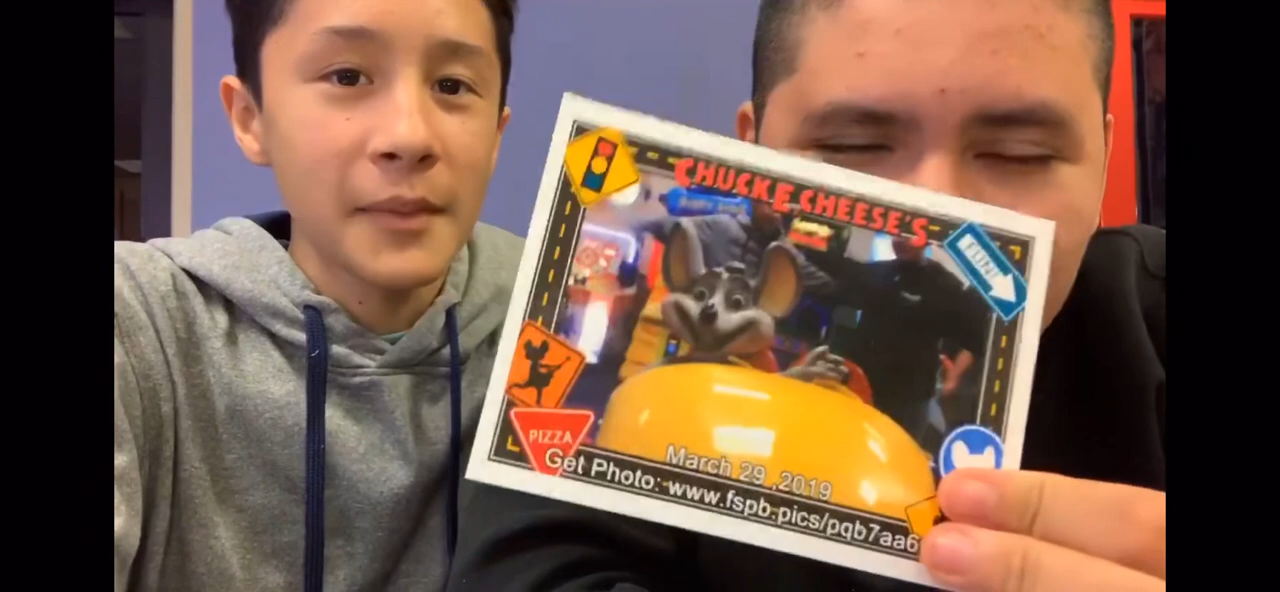 CHUCK E CHEESE'S
FUN!
PIZZA
March 29 ,2019
Get Photo: www.fspb.pics/pqb7aa6